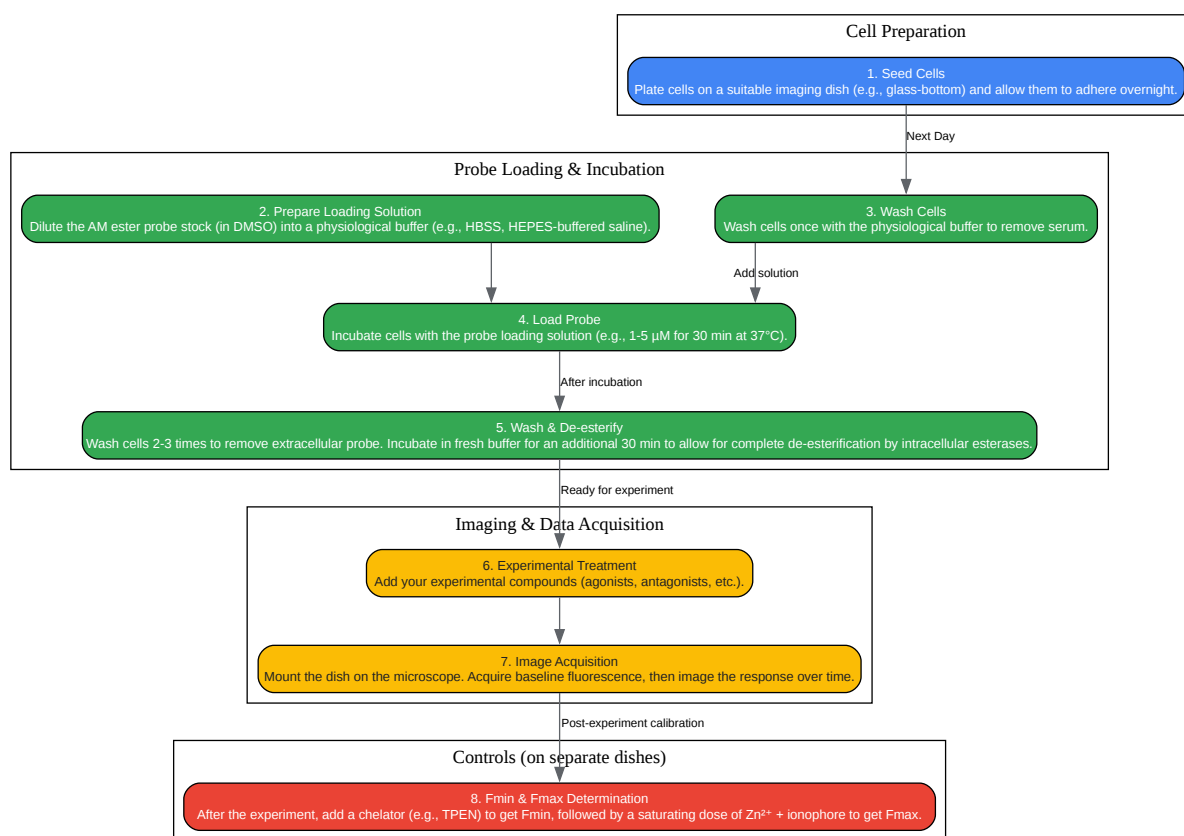 Cell Preparation
1. Seed Cells
Plate cells on a suitable imaging dish (e.g., glass-bottom) and allow them to adhere overnight.
Next Day
Probe Loading & Incubation
2. Prepare Loading Solution
Dilute the AM ester probe stock (in DMSO) into a physiological buffer (e.g., HBSS, HEPES-buffered saline).
3. Wash Cells
Wash cells once with the physiological buffer to remove serum.
Add solution
4. Load Probe
Incubate cells with the probe loading solution (e.g., 1-5 µM for 30 min at 37°C).
After incubation
5. Wash & De-esterify
Wash cells 2-3 times to remove extracellular probe. Incubate in fresh buffer for an additional 30 min to allow for complete de-esterification by intracellular esterases.
Ready for experiment
Imaging & Data Acquisition
6. Experimental Treatment
Add your experimental compounds (agonists, antagonists, etc.).
7. Image Acquisition
Mount the dish on the microscope. Acquire baseline fluorescence, then image the response over time.
Post-experiment calibration
Controls (on separate dishes)
8. Fmin & Fmax Determination
After the experiment, add a chelator (e.g., TPEN) to get Fmin, followed by a saturating dose of Zn²⁺ + ionophore to get Fmax.